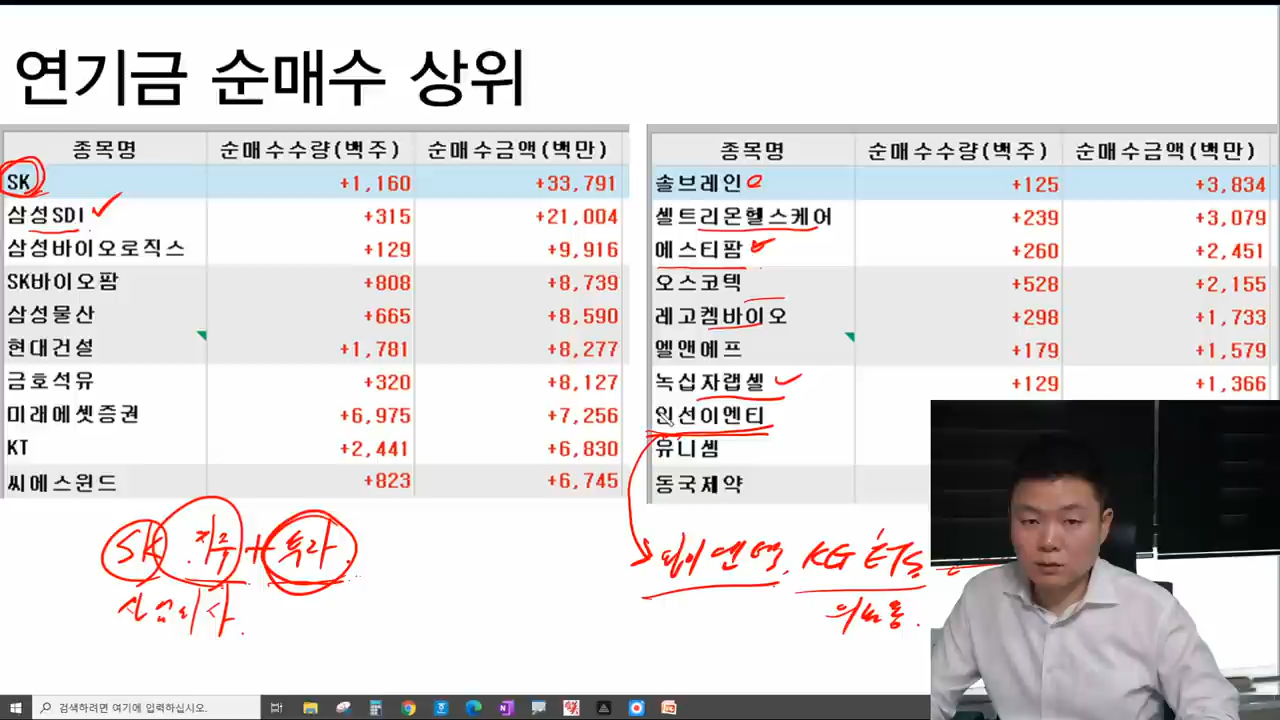 연기금 순매수 상위
종목명 순매수수량(백주) 순매수금액(백만)
SK +1,160 +33,791
삼성SDI +315 +21,004
삼성바이오로직스 +129 +9,916
SK바이오팜 +808 +8,739
삼성물산 +665 +8,590
현대건설 +1,781 +8,277
금호석유 +320 +8,127
미래에셋증권 +6,975 +7,256
KT +2,441 +6,830
씨에스윈드 +823 +6,745
종목명 순매수수량(백주) 순매수금액(백만)
솔브레인 +125 +3,834
셀트리온헬스케어 +239 +3,079
에스티팜 +260 +2,451
오스코텍 +528 +2,155
레고켐바이오 +298 +1,733
엘앤에프 +179 +1,579
녹십자랩셀 +129 +1,366
인선이엔티
유니셈
동국제약
SK 지주 + 투자
KG ETS
검색하려면 여기에 입력하십시오.